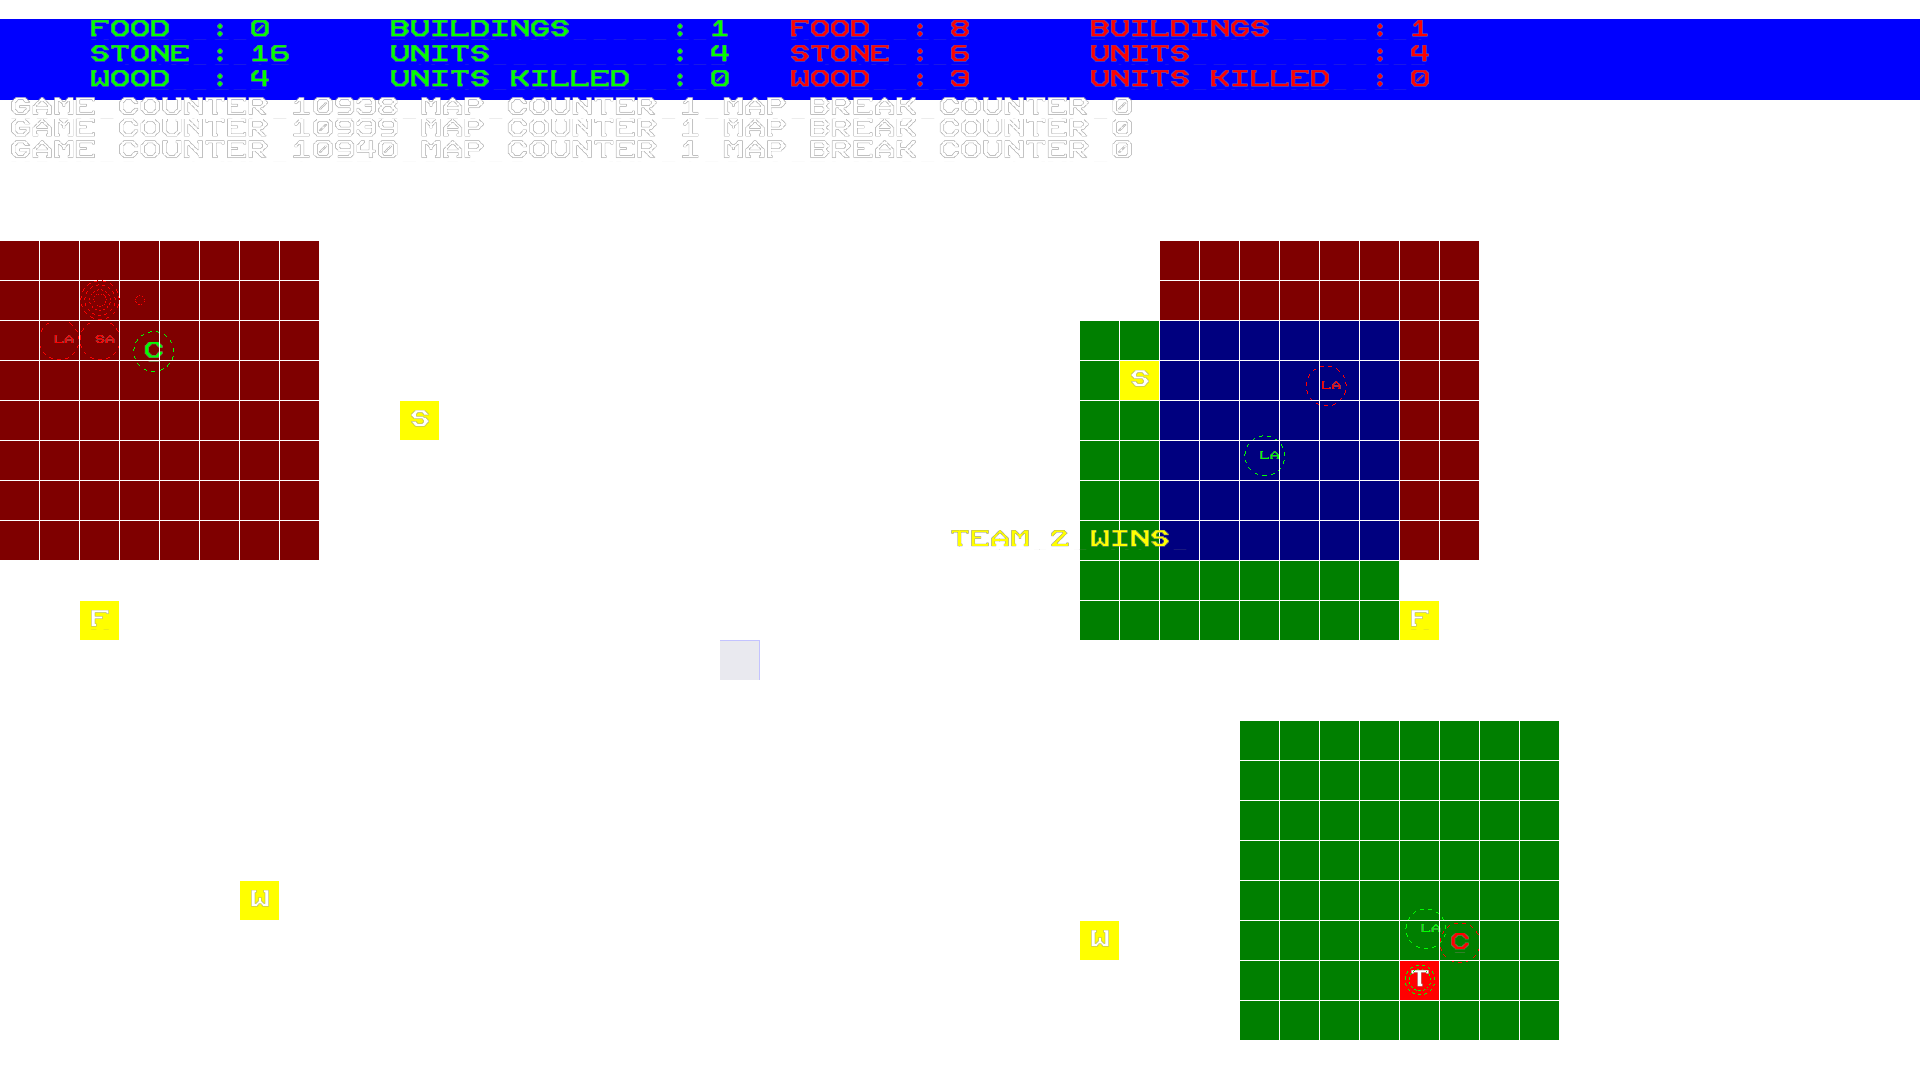 FOOD : 0 BUILDINGS : 1 FOOD : 8 BUILDINGS : 1
STONE : 16 UNITS : 4 STONE : 6 UNITS : 4
WOOD : 4 UNITS KILLED : 0 WOOD : 3 UNITS KILLED : 0
GAME COUNTER 10938 MAP COUNTER 1 MAP BREAK COUNTER 0
GAME COUNTER 10939 MAP COUNTER 1 MAP BREAK COUNTER 0
GAME COUNTER 10940 MAP COUNTER 1 MAP BREAK COUNTER 0
LA SA C
S
LA
S
LA
TEAM 2 WINS
F
F
W
LA
C
W
T